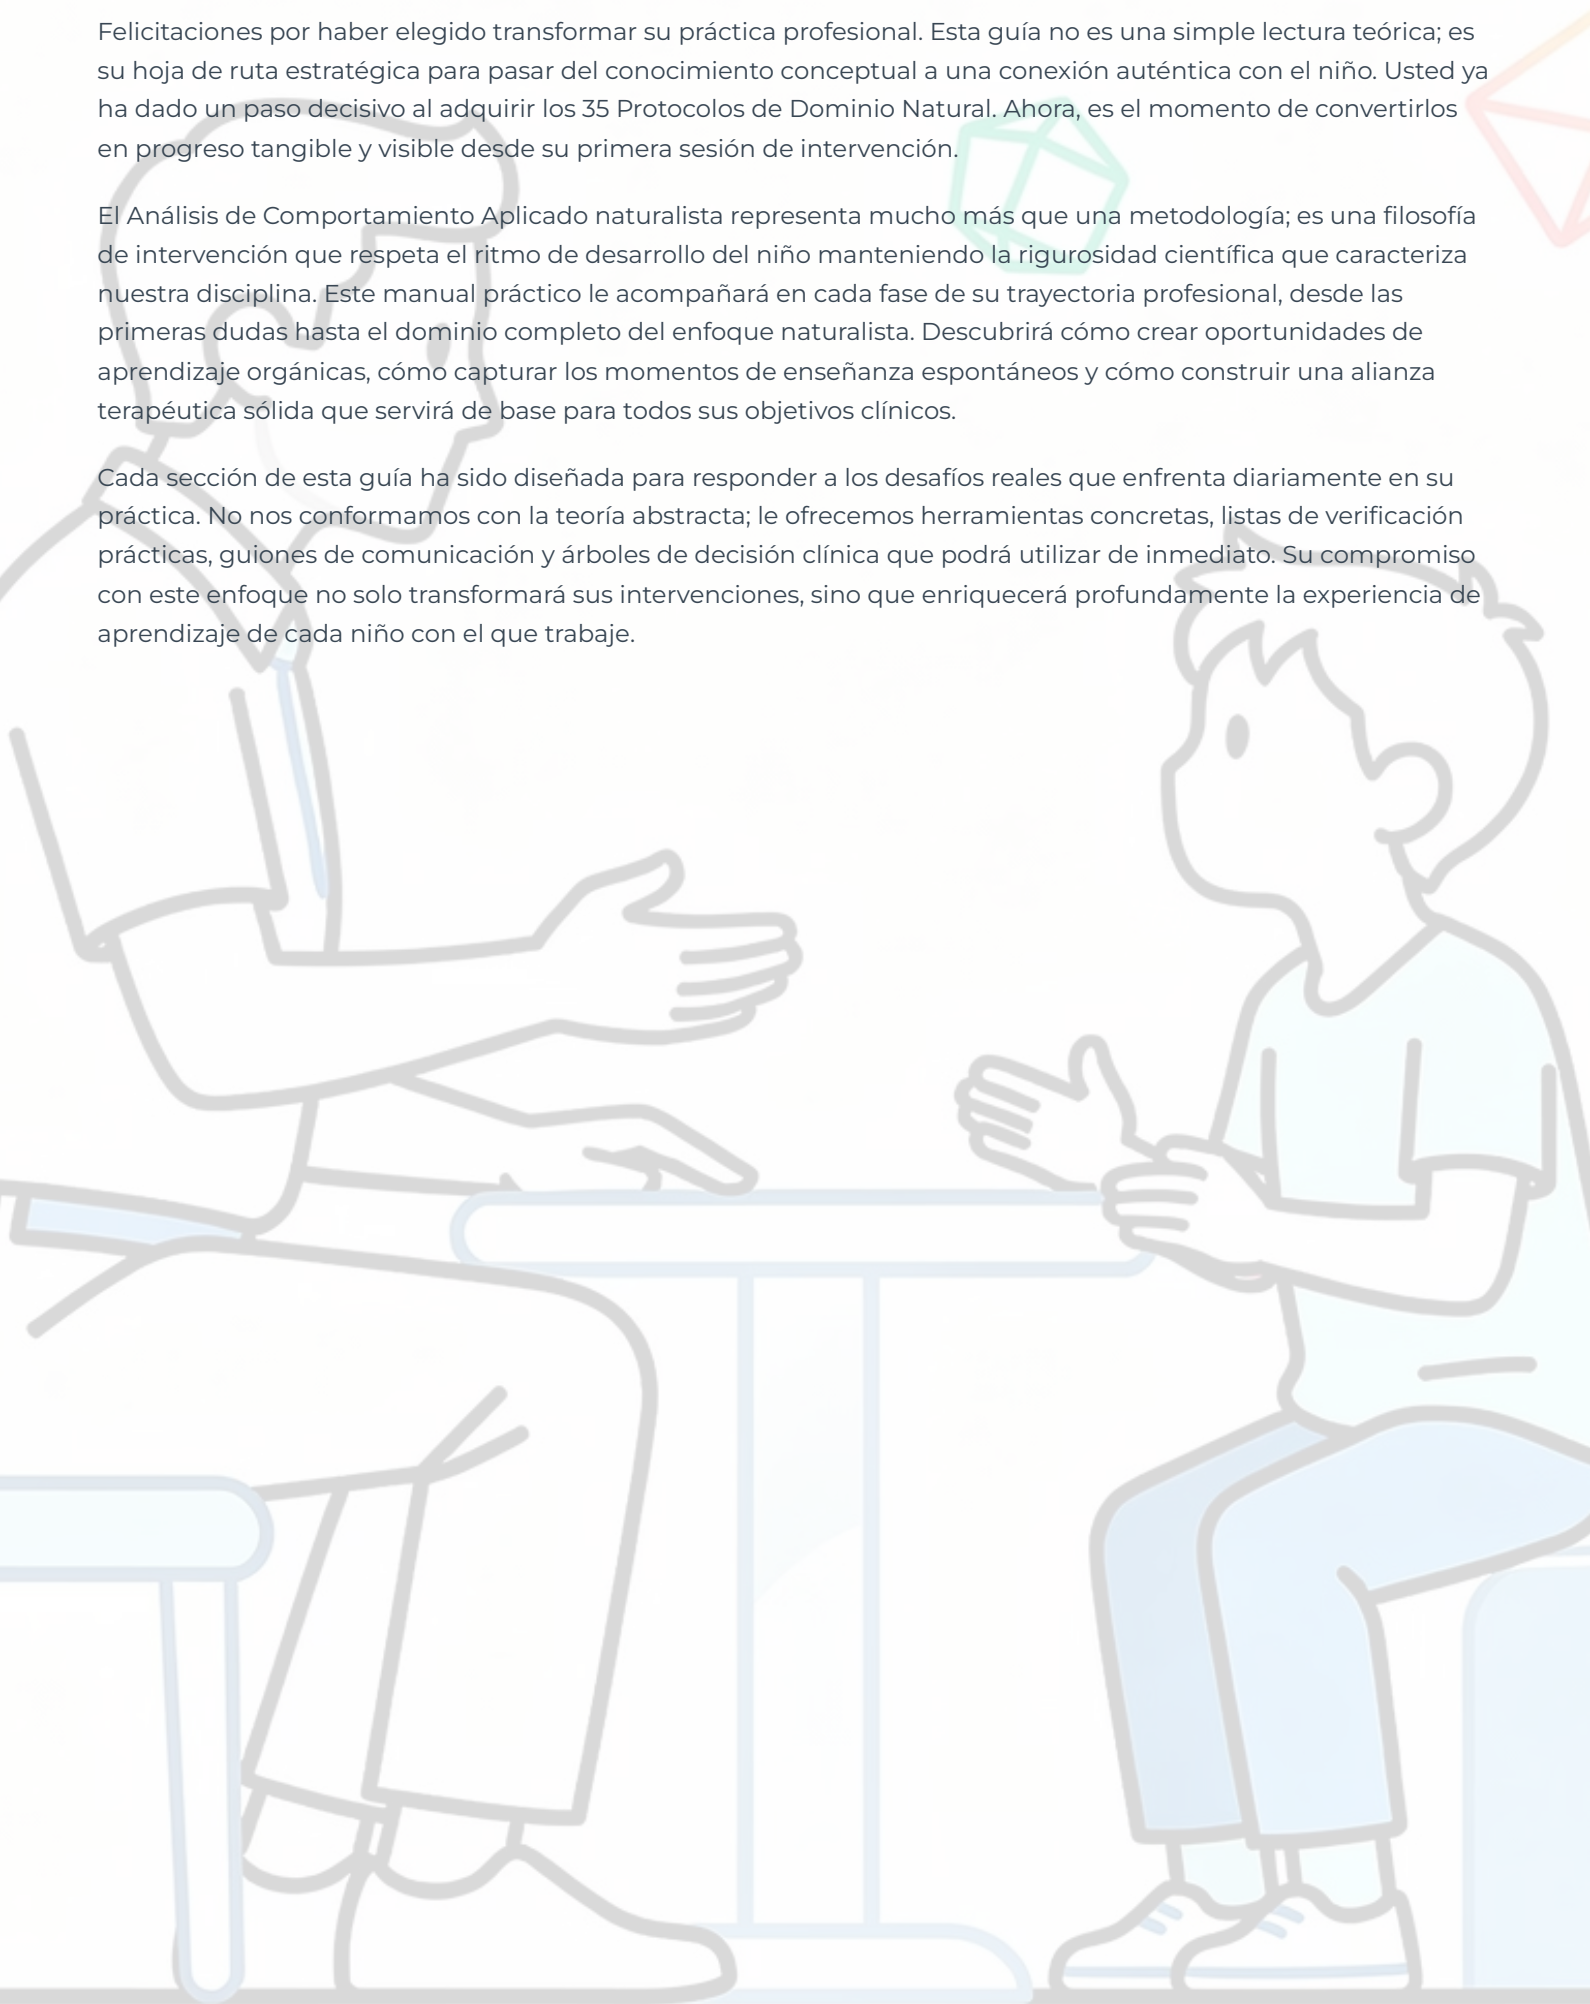 Felicitaciones por haber elegido transformar su práctica profesional. Esta guía no es una simple lectura teórica; es
su hoja de ruta estratégica para pasar del conocimiento conceptual a una conexión auténtica con el niño. Usted ya
ha dado un paso decisivo al adquirir los 35 Protocolos de Dominio Natural. Ahora, es el momento de convertirlos
en progreso tangible y visible desde su primera sesión de intervención.
El Análisis de Comportamiento Aplicado naturalista representa mucho más que una metodología; es una filosofía
de intervención que respeta el ritmo de desarrollo del niño manteniendo la rigurosidad científica que caracteriza
nuestra disciplina. Este manual práctico le acompañará en cada fase de su trayectoria profesional, desde las
primeras dudas hasta el dominio completo del enfoque naturalista. Descubrirá cómo crear oportunidades de
aprendizaje orgánicas, cómo capturar los momentos de enseñanza espontáneos y cómo construir una alianza
terapéutica sólida que servirá de base para todos sus objetivos clínicos.
Cada sección de esta guía ha sido diseñada para responder a los desafíos reales que enfrenta diariamente en su
práctica. No nos conformamos con la teoría abstracta; le ofrecemos herramientas concretas, listas de verificación
prácticas, guiones de comunicación y árboles de decisión clínica que podrá utilizar de inmediato. Su compromiso
con este enfoque no solo transformará sus intervenciones, sino que enriquecerá profundamente la experiencia de
aprendizaje de cada niño con el que trabaje.